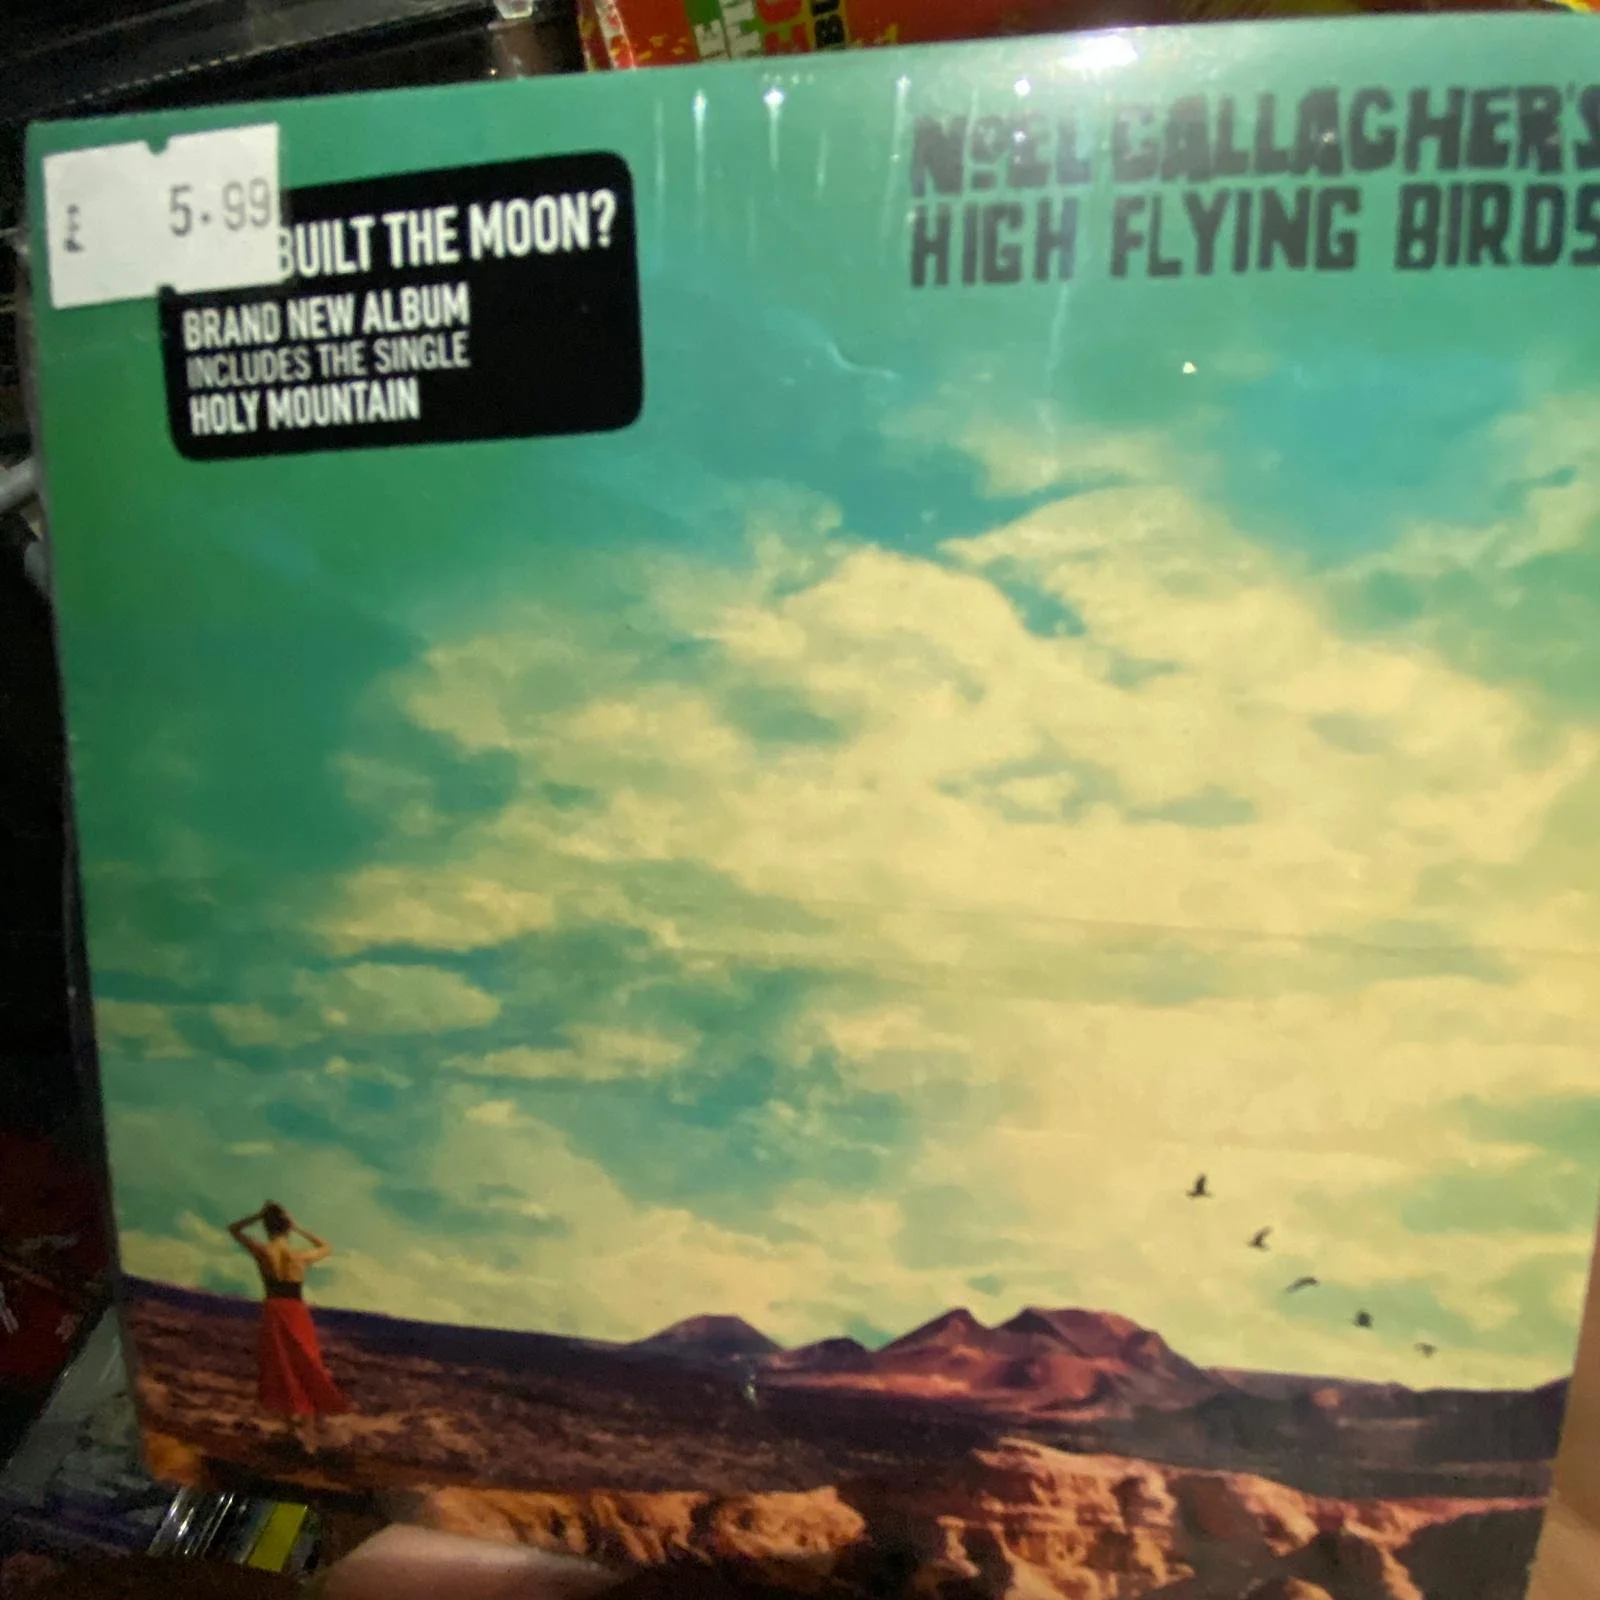 5.99
BUILT THE MOON?
BRAND NEW ALBUM
INCLUDES THE SINGLE
HOLY MOUNTAIN
NOEL GALLAGHER'S
HIGH FLYING BIRDS